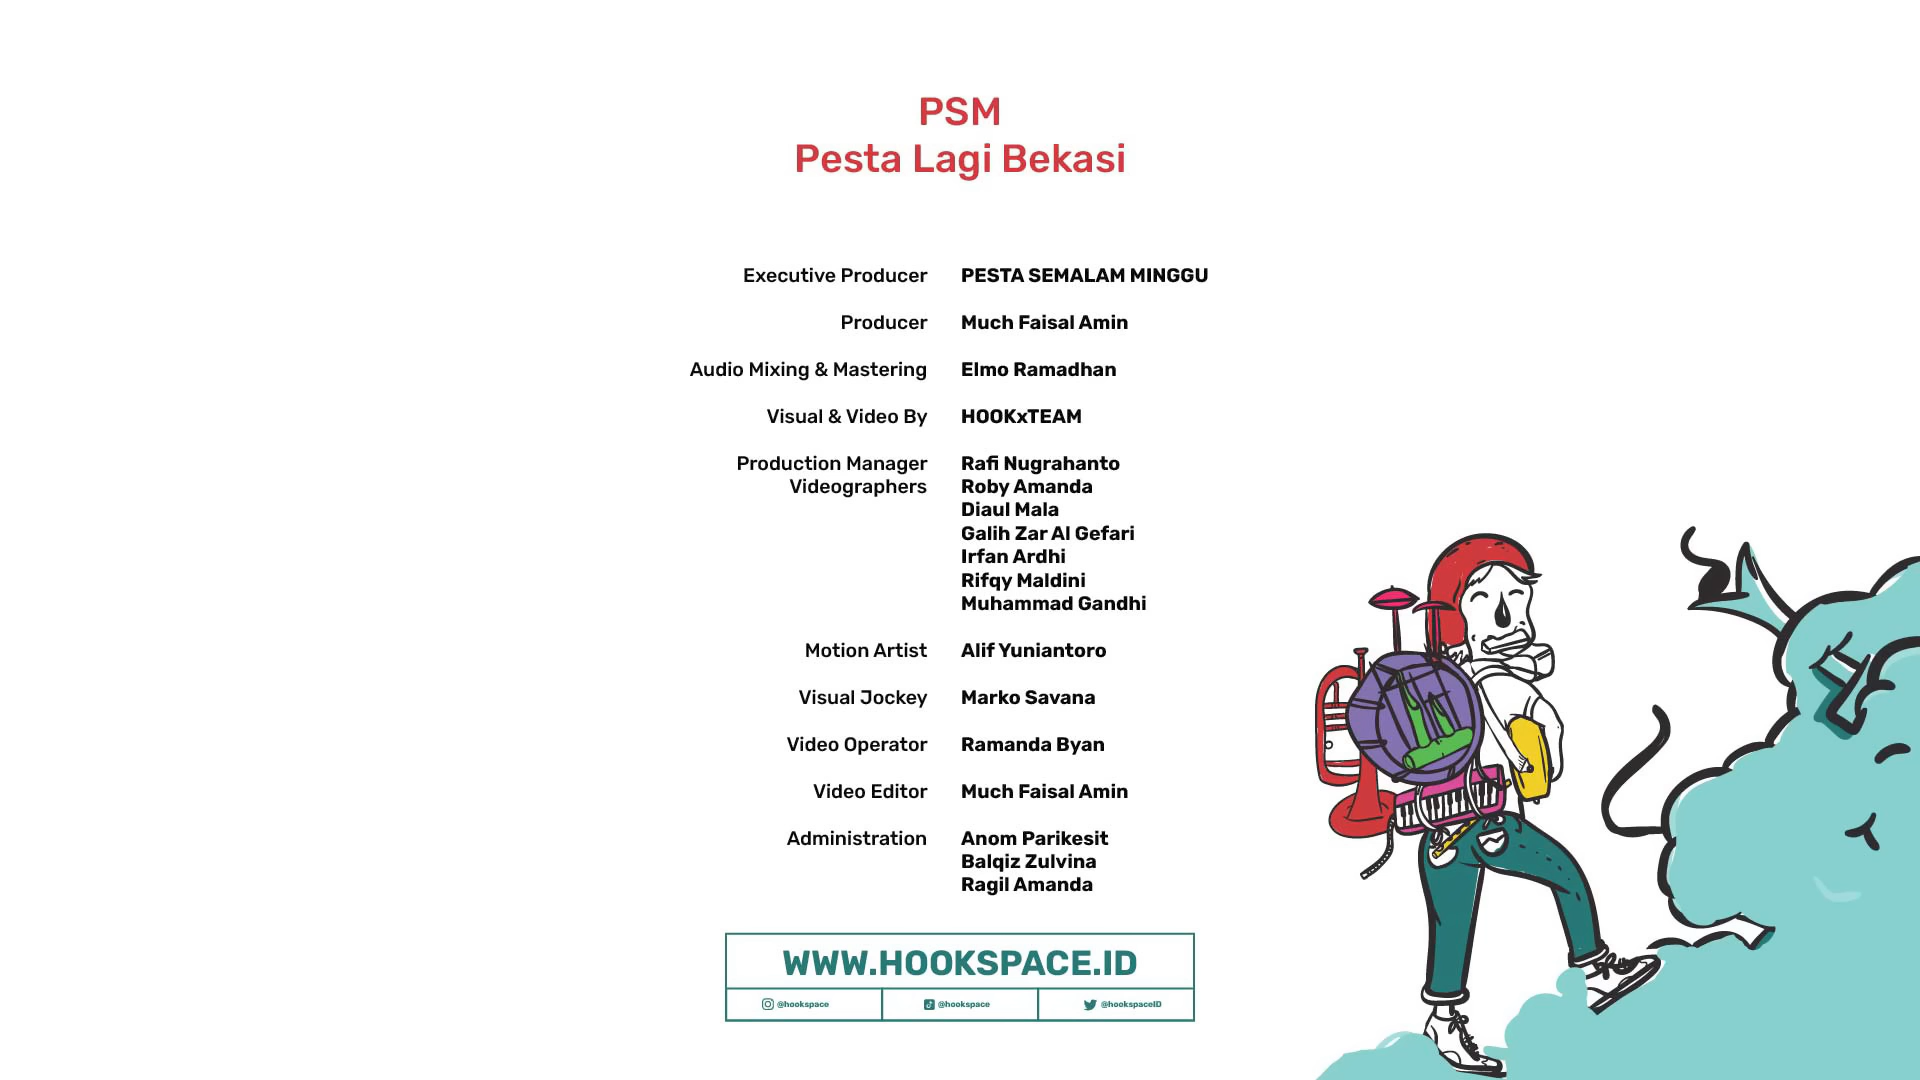 PSM
Pesta Lagi Bekasi
Executive Producer PESTA SEMALAM MINGGU
Producer Much Faisal Amin
Audio Mixing & Mastering Elmo Ramadhan
Visual & Video By HOOKxTEAM
Production Manager Rafi Nugrahanto
Videographers Roby Amanda
Diaul Mala
Galih Zar Al Gefari
Irfan Ardhi
Rifqy Maldini
Muhammad Gandhi
Motion Artist Alif Yuniantoro
Visual Jockey Marko Savana
Video Operator Ramanda Byan
Video Editor Much Faisal Amin
Administration Anom Parikesit
Balqiz Zulvina
Ragil Amanda
WWW.HOOKSPACE.ID
@hookspace @hookspace @hookspaceID